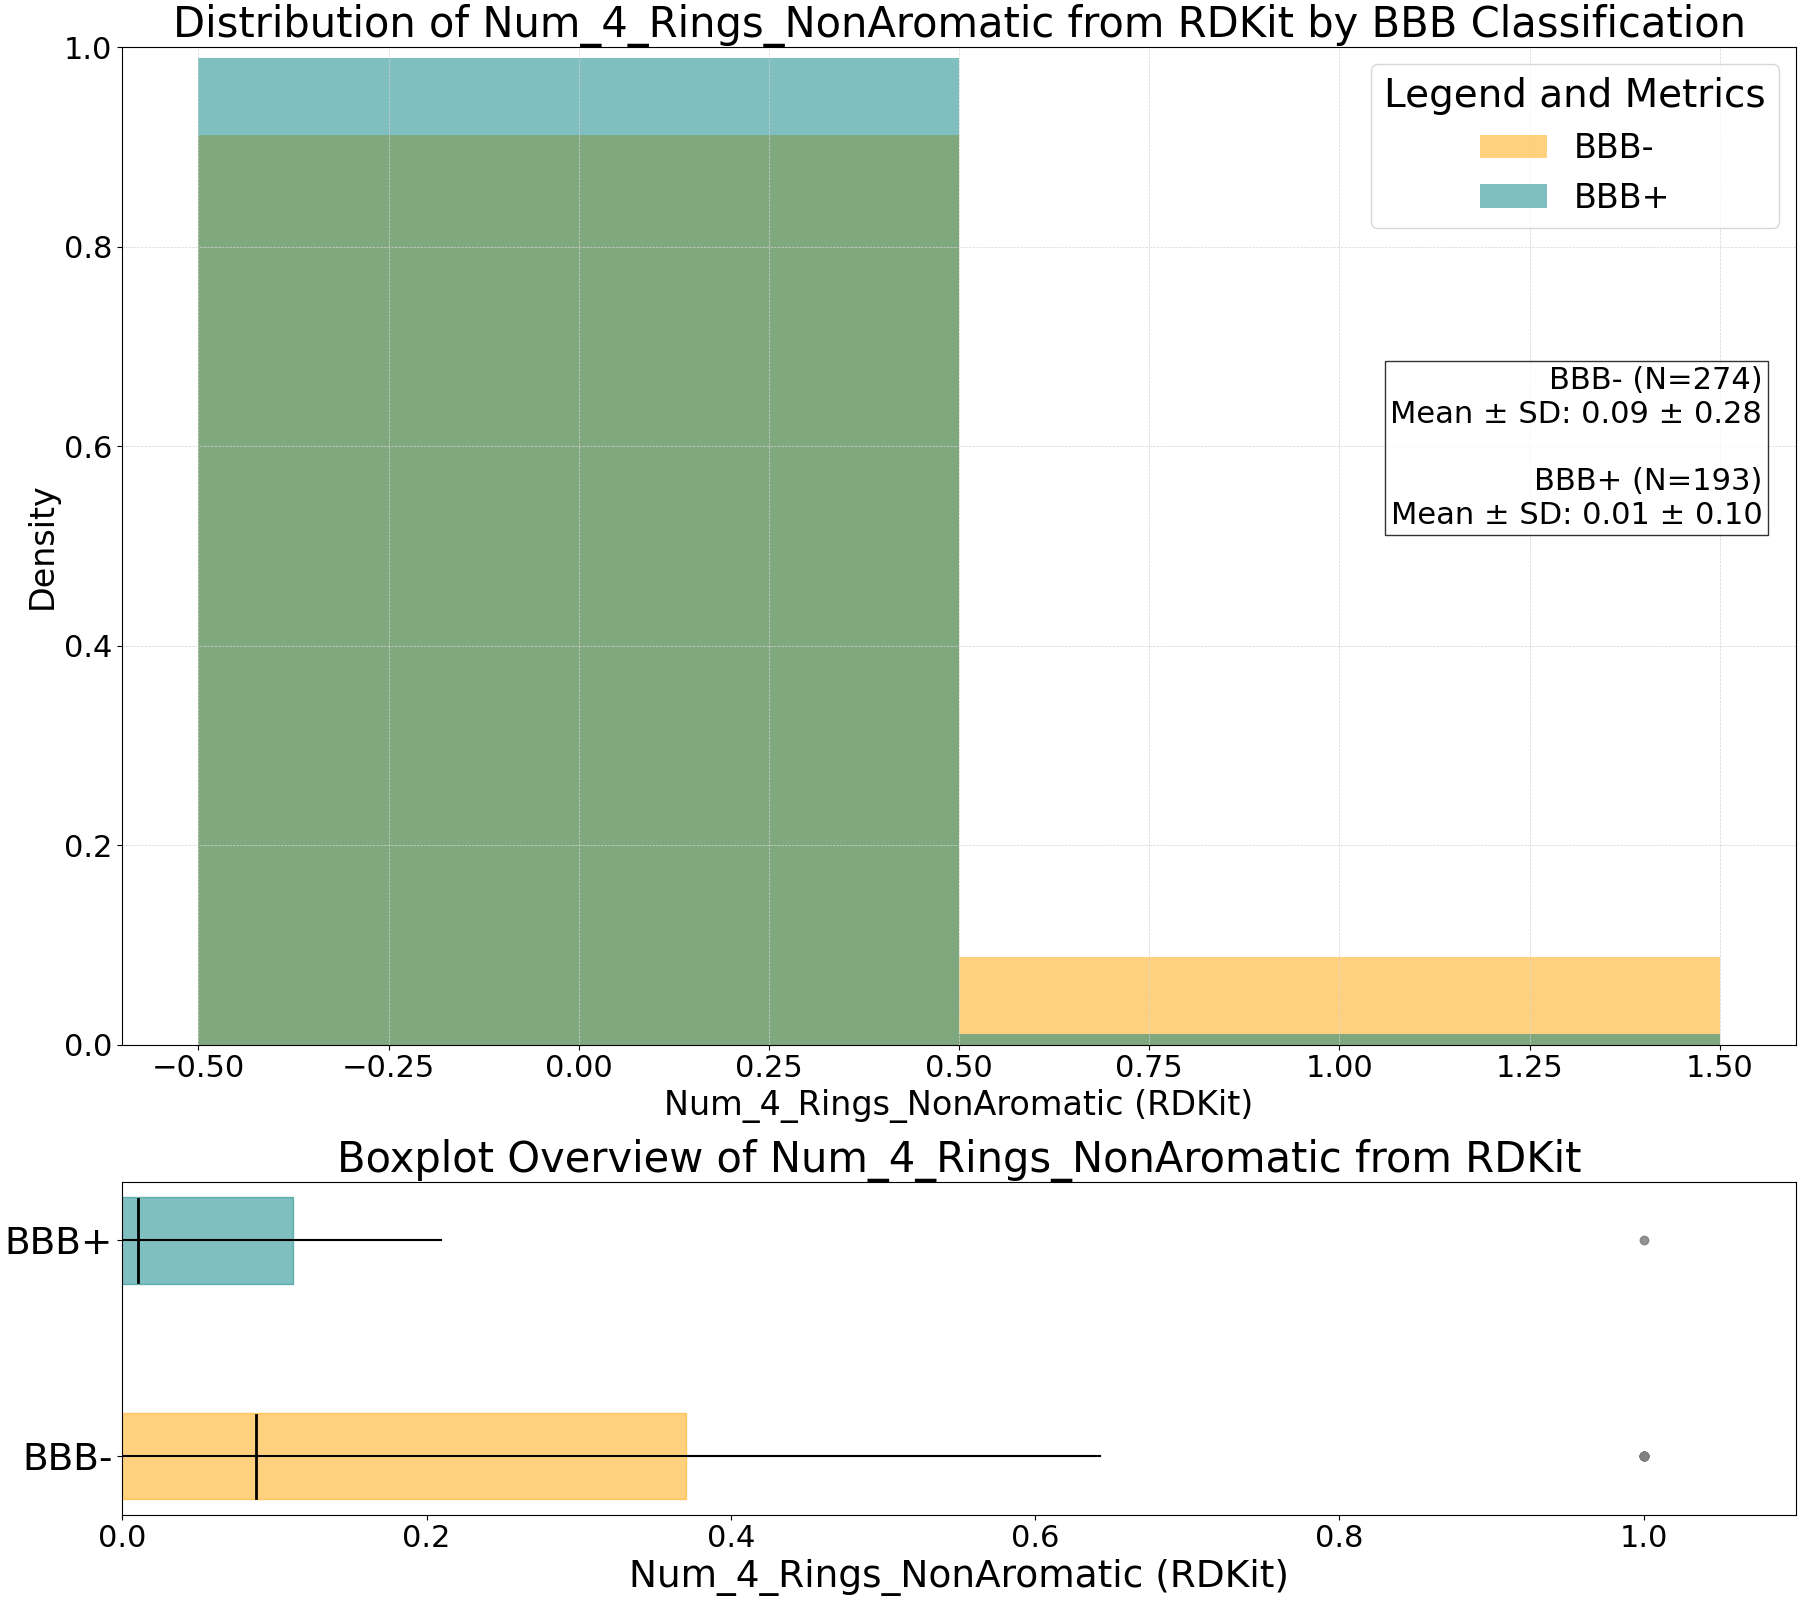 Distribution of Num_4_Rings_NonAromatic from RDKit by BBB Classification
1.0
0.8
0.6
0.4
0.2
0.0
Density
Legend and Metrics
BBB-
BBB+
BBB- (N=274)
Mean ± SD: 0.09 ± 0.28
BBB+ (N=193)
Mean ± SD: 0.01 ± 0.10
−0.50 −0.25 0.00 0.25 0.50 0.75 1.00 1.25 1.50
Num_4_Rings_NonAromatic (RDKit)
Boxplot Overview of Num_4_Rings_NonAromatic from RDKit
BBB+
BBB-
0.0 0.2 0.4 0.6 0.8 1.0
Num_4_Rings_NonAromatic (RDKit)